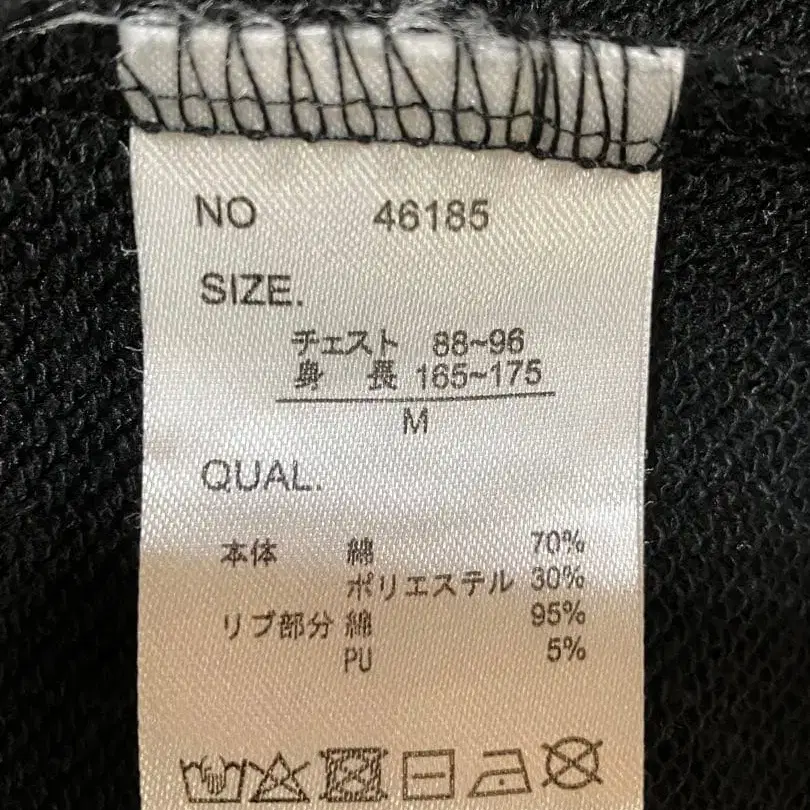 NO 46185
SIZE.
チェスト 88~96
身 長 165~175
M
QUAL.
本体 綿 70%
ポリエステル 30%
リブ部分 綿 95%
PU 5%